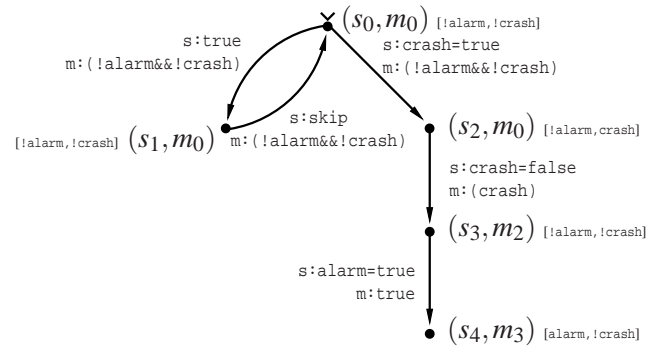 (s0, m0) [!alarm,!crash]
s:true
m:(!alarm&&!crash)
s:crash=true
m:(!alarm&&!crash)
[!alarm,!crash] (s1, m0)
s:skip
m:(!alarm&&!crash)
(s2, m0) [!alarm,crash]
s:crash=false
m:(crash)
(s3, m2) [!alarm,!crash]
s:alarm=true
m:true
(s4, m3) [alarm,!crash]